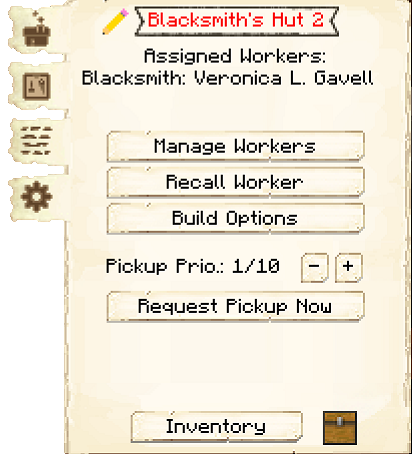 Blacksmith's Hut 2
Assigned Workers:
Blacksmith: Veronica L. Gavell
Manage Workers
Recall Worker
Build Options
Pickup Prio.: 1/10 - +
Request Pickup Now
Inventory